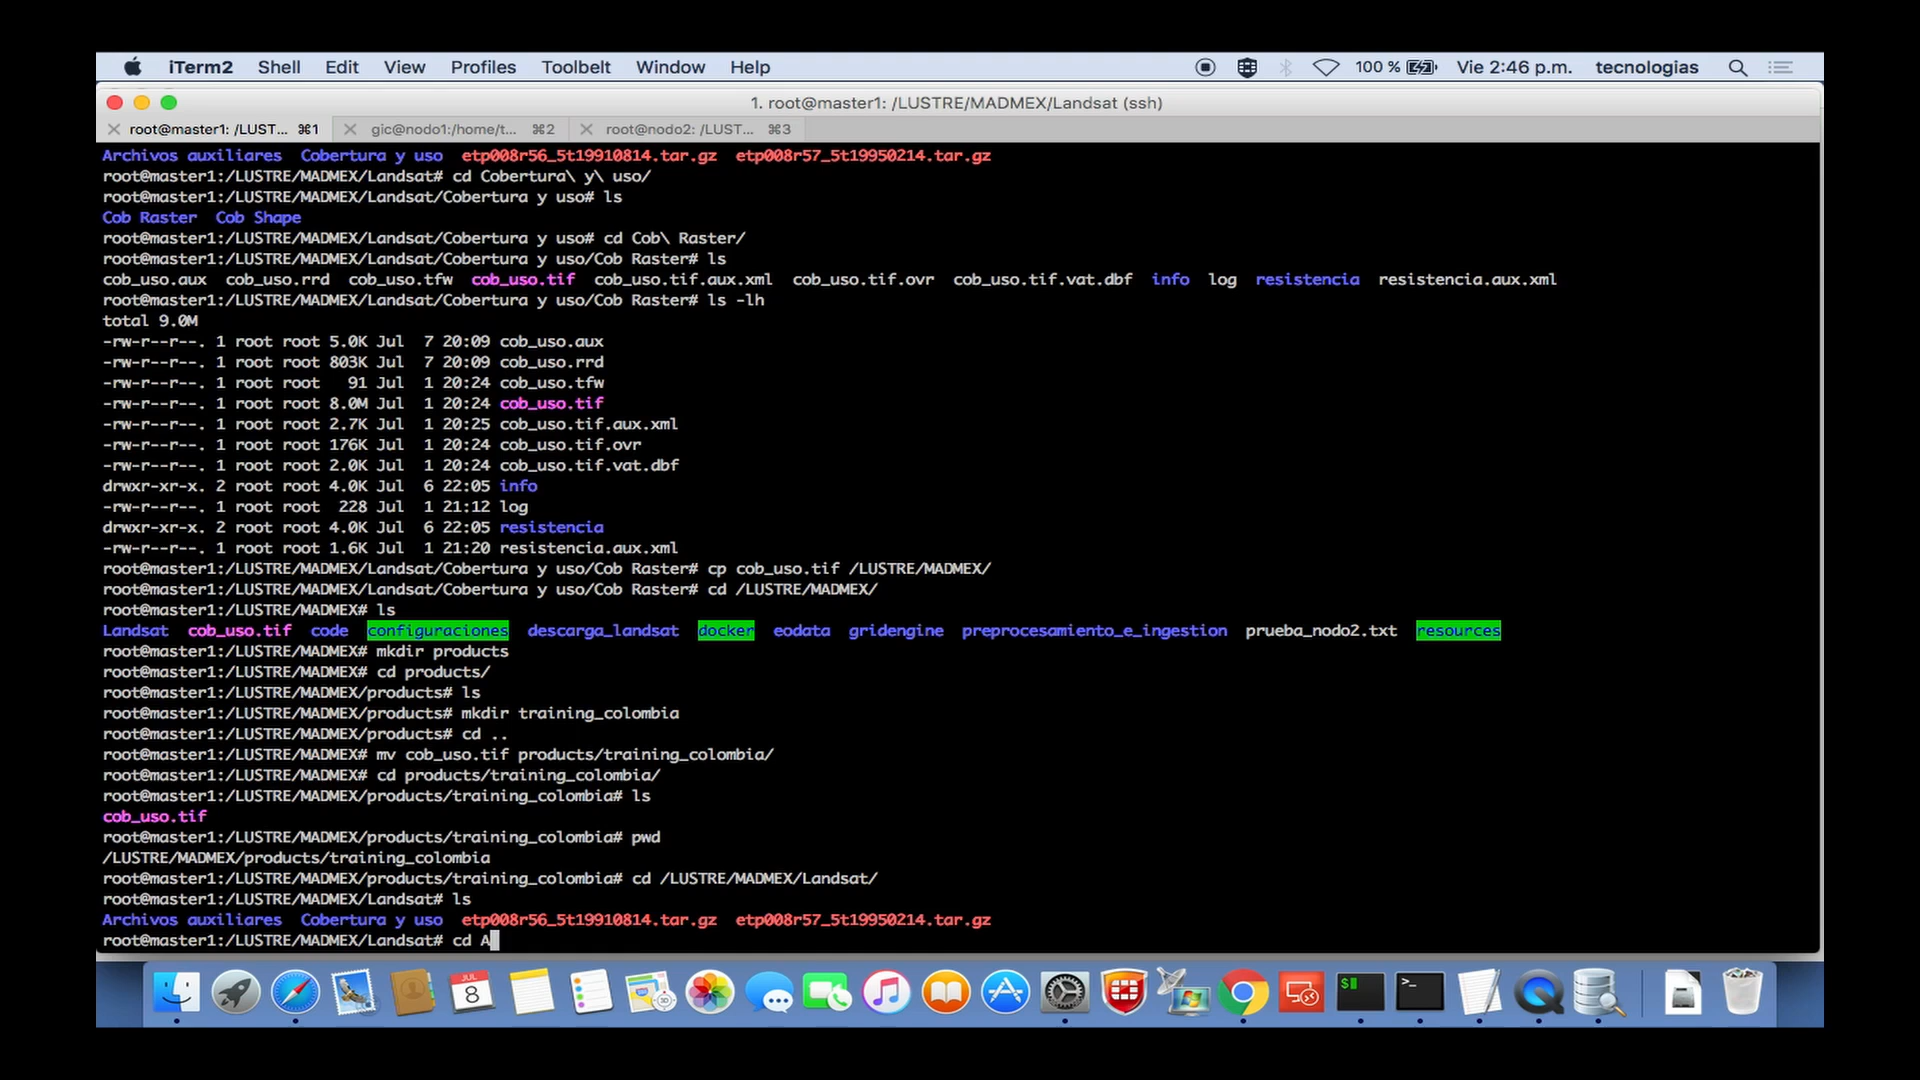 iTerm2 Shell Edit View Profiles Toolbelt Window Help 100 % Vie 2:46 p.m. tecnologias
1. root@master1: /LUSTRE/MADMEX/Landsat (ssh)
root@master1: /LUST... ⌘1 gic@nodo1:/home/t... ⌘2 root@nodo2: /LUST... ⌘3
Archivos auxiliares  Cobertura y uso  etp008r56_5t19910814.tar.gz  etp008r57_5t19950214.tar.gz
root@master1:/LUSTRE/MADMEX/Landsat# cd Cobertura\ y\ uso/
root@master1:/LUSTRE/MADMEX/Landsat/Cobertura y uso# ls
Cob Raster  Cob Shape
root@master1:/LUSTRE/MADMEX/Landsat/Cobertura y uso# cd Cob\ Raster/
root@master1:/LUSTRE/MADMEX/Landsat/Cobertura y uso/Cob Raster# ls
cob_uso.aux  cob_uso.rrd  cob_uso.tfw  cob_uso.tif  cob_uso.tif.aux.xml  cob_uso.tif.ovr  cob_uso.tif.vat.dbf  info  log  resistencia  resistencia.aux.xml
root@master1:/LUSTRE/MADMEX/Landsat/Cobertura y uso/Cob Raster# ls -lh
total 9.0M
-rw-r--r--. 1 root root 5.0K Jul  7 20:09 cob_uso.aux
-rw-r--r--. 1 root root 803K Jul  7 20:09 cob_uso.rrd
-rw-r--r--. 1 root root   91 Jul  1 20:24 cob_uso.tfw
-rw-r--r--. 1 root root 8.0M Jul  1 20:24 cob_uso.tif
-rw-r--r--. 1 root root 2.7K Jul  1 20:25 cob_uso.tif.aux.xml
-rw-r--r--. 1 root root 176K Jul  1 20:24 cob_uso.tif.ovr
-rw-r--r--. 1 root root 2.0K Jul  1 20:24 cob_uso.tif.vat.dbf
drwxr-xr-x. 2 root root 4.0K Jul  6 22:05 info
-rw-r--r--. 1 root root  228 Jul  1 21:12 log
drwxr-xr-x. 2 root root 4.0K Jul  6 22:05 resistencia
-rw-r--r--. 1 root root 1.6K Jul  1 21:20 resistencia.aux.xml
root@master1:/LUSTRE/MADMEX/Landsat/Cobertura y uso/Cob Raster# cp cob_uso.tif /LUSTRE/MADMEX/
root@master1:/LUSTRE/MADMEX/Landsat/Cobertura y uso/Cob Raster# cd /LUSTRE/MADMEX/
root@master1:/LUSTRE/MADMEX# ls
Landsat  cob_uso.tif  code  configuraciones  descarga_landsat  docker  eodata  gridengine  preprocesamiento_e_ingestion  prueba_nodo2.txt  resources
root@master1:/LUSTRE/MADMEX# mkdir products
root@master1:/LUSTRE/MADMEX# cd products/
root@master1:/LUSTRE/MADMEX/products# ls
root@master1:/LUSTRE/MADMEX/products# mkdir training_colombia
root@master1:/LUSTRE/MADMEX/products# cd ..
root@master1:/LUSTRE/MADMEX# mv cob_uso.tif products/training_colombia/
root@master1:/LUSTRE/MADMEX# cd products/training_colombia/
root@master1:/LUSTRE/MADMEX/products/training_colombia# ls
cob_uso.tif
root@master1:/LUSTRE/MADMEX/products/training_colombia# pwd
/LUSTRE/MADMEX/products/training_colombia
root@master1:/LUSTRE/MADMEX/products/training_colombia# cd /LUSTRE/MADMEX/Landsat/
root@master1:/LUSTRE/MADMEX/Landsat# ls
Archivos auxiliares  Cobertura y uso  etp008r56_5t19910814.tar.gz  etp008r57_5t19950214.tar.gz
root@master1:/LUSTRE/MADMEX/Landsat# cd A
JUL
8
3D
$
>_